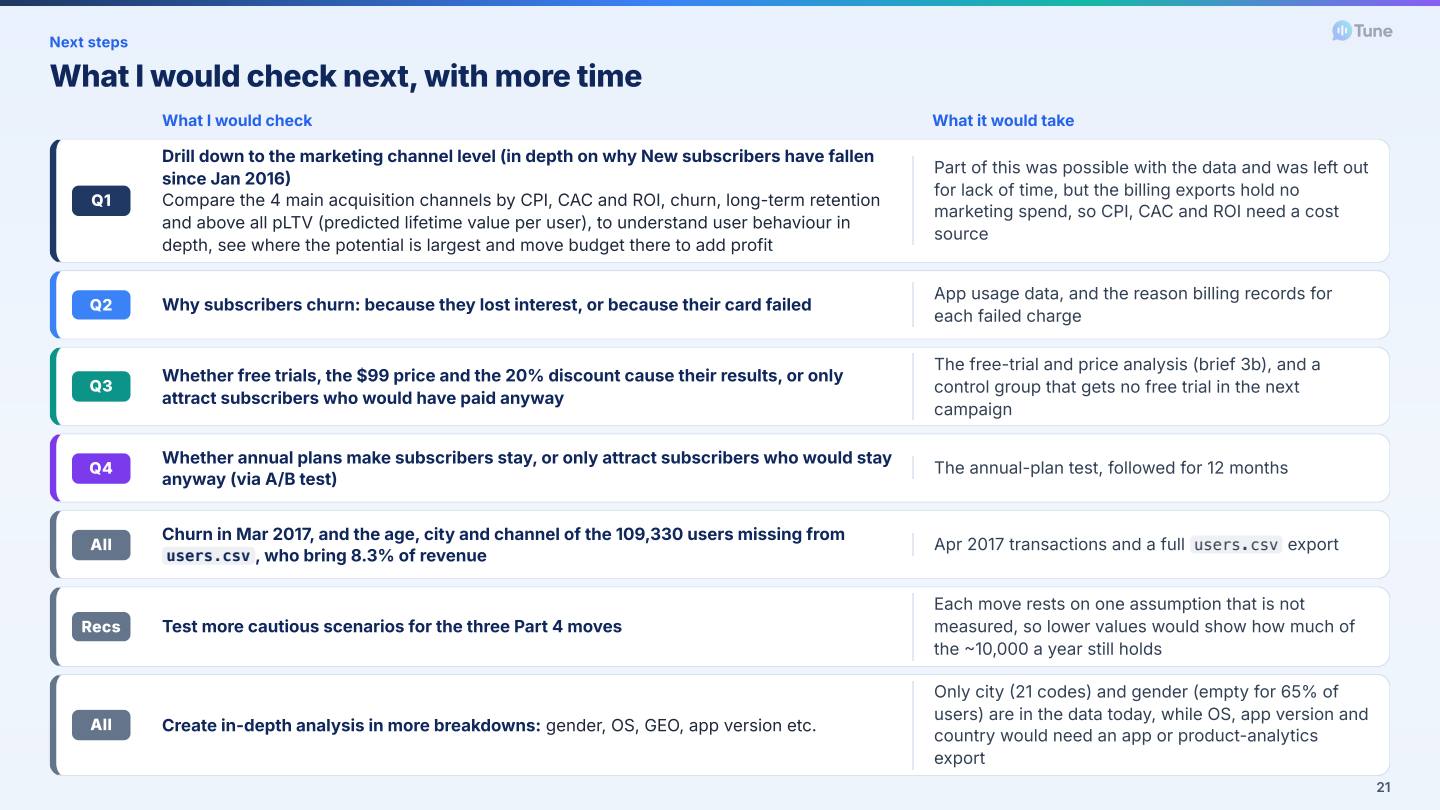 Tune
Next steps
What I would check next, with more time
What I would check
What it would take
Q1
Drill down to the marketing channel level (in depth on why New subscribers have fallen
since Jan 2016)
Compare the 4 main acquisition channels by CPI, CAC and ROI, churn, long-term retention
and above all pLTV (predicted lifetime value per user), to understand user behaviour in
depth, see where the potential is largest and move budget there to add profit
Part of this was possible with the data and was left out
for lack of time, but the billing exports hold no
marketing spend, so CPI, CAC and ROI need a cost
source
Q2
Why subscribers churn: because they lost interest, or because their card failed
App usage data, and the reason billing records for
each failed charge
Q3
Whether free trials, the $99 price and the 20% discount cause their results, or only
attract subscribers who would have paid anyway
The free-trial and price analysis (brief 3b), and a
control group that gets no free trial in the next
campaign
Q4
Whether annual plans make subscribers stay, or only attract subscribers who would stay
anyway (via A/B test)
The annual-plan test, followed for 12 months
All
Churn in Mar 2017, and the age, city and channel of the 109,330 users missing from
users.csv, who bring 8.3% of revenue
Apr 2017 transactions and a full users.csv export
Recs
Test more cautious scenarios for the three Part 4 moves
Each move rests on one assumption that is not
measured, so lower values would show how much of
the ~10,000 a year still holds
All
Create in-depth analysis in more breakdowns: gender, OS, GEO, app version etc.
Only city (21 codes) and gender (empty for 65% of
users) are in the data today, while OS, app version and
country would need an app or product-analytics
export
21